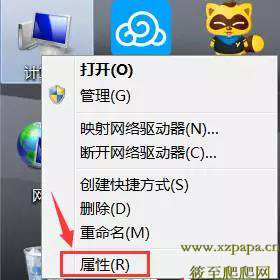 计
打开(O)
管理(G)
映射网络驱动器(N)...
断开网络驱动器(C)...
网
创建快捷方式(S)
删除(D)
重命名(M)
属性(R)
www.xzpapa.cn
筱至爬爬网